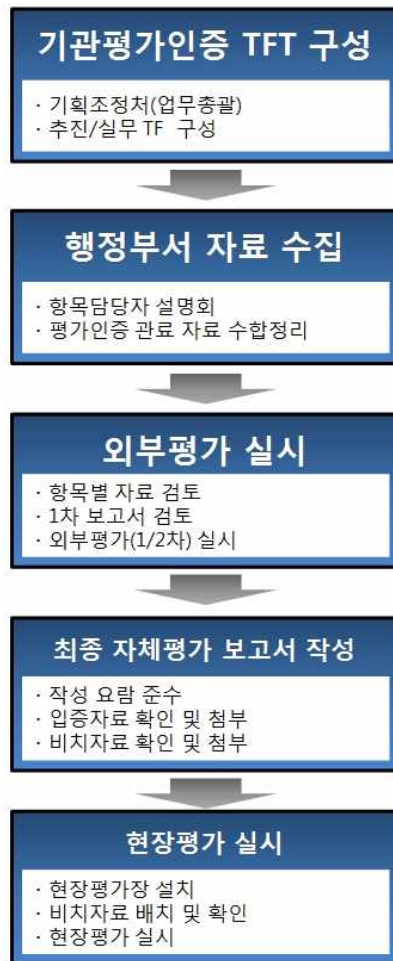 기관평가인증 TFT 구성
· 기획조정처(업무총괄)
· 추진/실무 TF 구성
행정부서 자료 수집
· 항목담당자 설명회
· 평가인증 관료 자료 수합정리
외부평가 실시
· 항목별 자료 검토
· 1차 보고서 검토
· 외부평가(1/2차) 실시
최종 자체평가 보고서 작성
· 작성 요람 준수
· 입증자료 확인 및 첨부
· 비치자료 확인 및 첨부
현장평가 실시
· 현장평가장 설치
· 비치자료 배치 및 확인
· 현장평가 실시